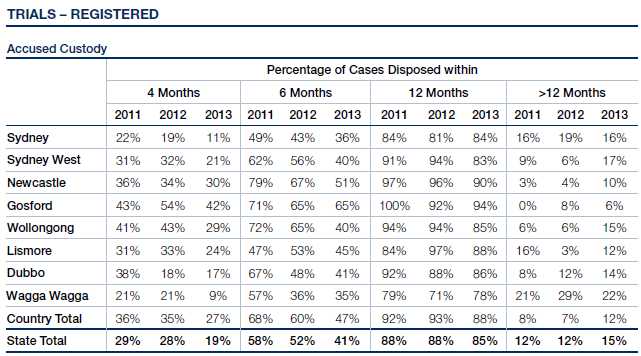 TRIALS – REGISTERED
Accused Custody
Percentage of Cases Disposed within
4 Months 6 Months 12 Months >12 Months
2011 2012 2013 2011 2012 2013 2011 2012 2013 2011 2012 2013
Sydney 22% 19% 11% 49% 43% 36% 84% 81% 84% 16% 19% 16%
Sydney West 31% 32% 21% 62% 56% 40% 91% 94% 83% 9% 6% 17%
Newcastle 36% 34% 30% 79% 67% 51% 97% 96% 90% 3% 4% 10%
Gosford 43% 54% 42% 71% 65% 65% 100% 92% 94% 0% 8% 6%
Wollongong 41% 43% 29% 72% 65% 40% 94% 94% 85% 6% 6% 15%
Lismore 31% 33% 24% 47% 53% 45% 84% 97% 88% 16% 3% 12%
Dubbo 38% 18% 17% 67% 48% 41% 92% 88% 86% 8% 12% 14%
Wagga Wagga 21% 21% 9% 57% 36% 35% 79% 71% 78% 21% 29% 22%
Country Total 36% 35% 27% 68% 60% 47% 92% 93% 88% 8% 7% 12%
State Total 29% 28% 19% 58% 52% 41% 88% 88% 85% 12% 12% 15%